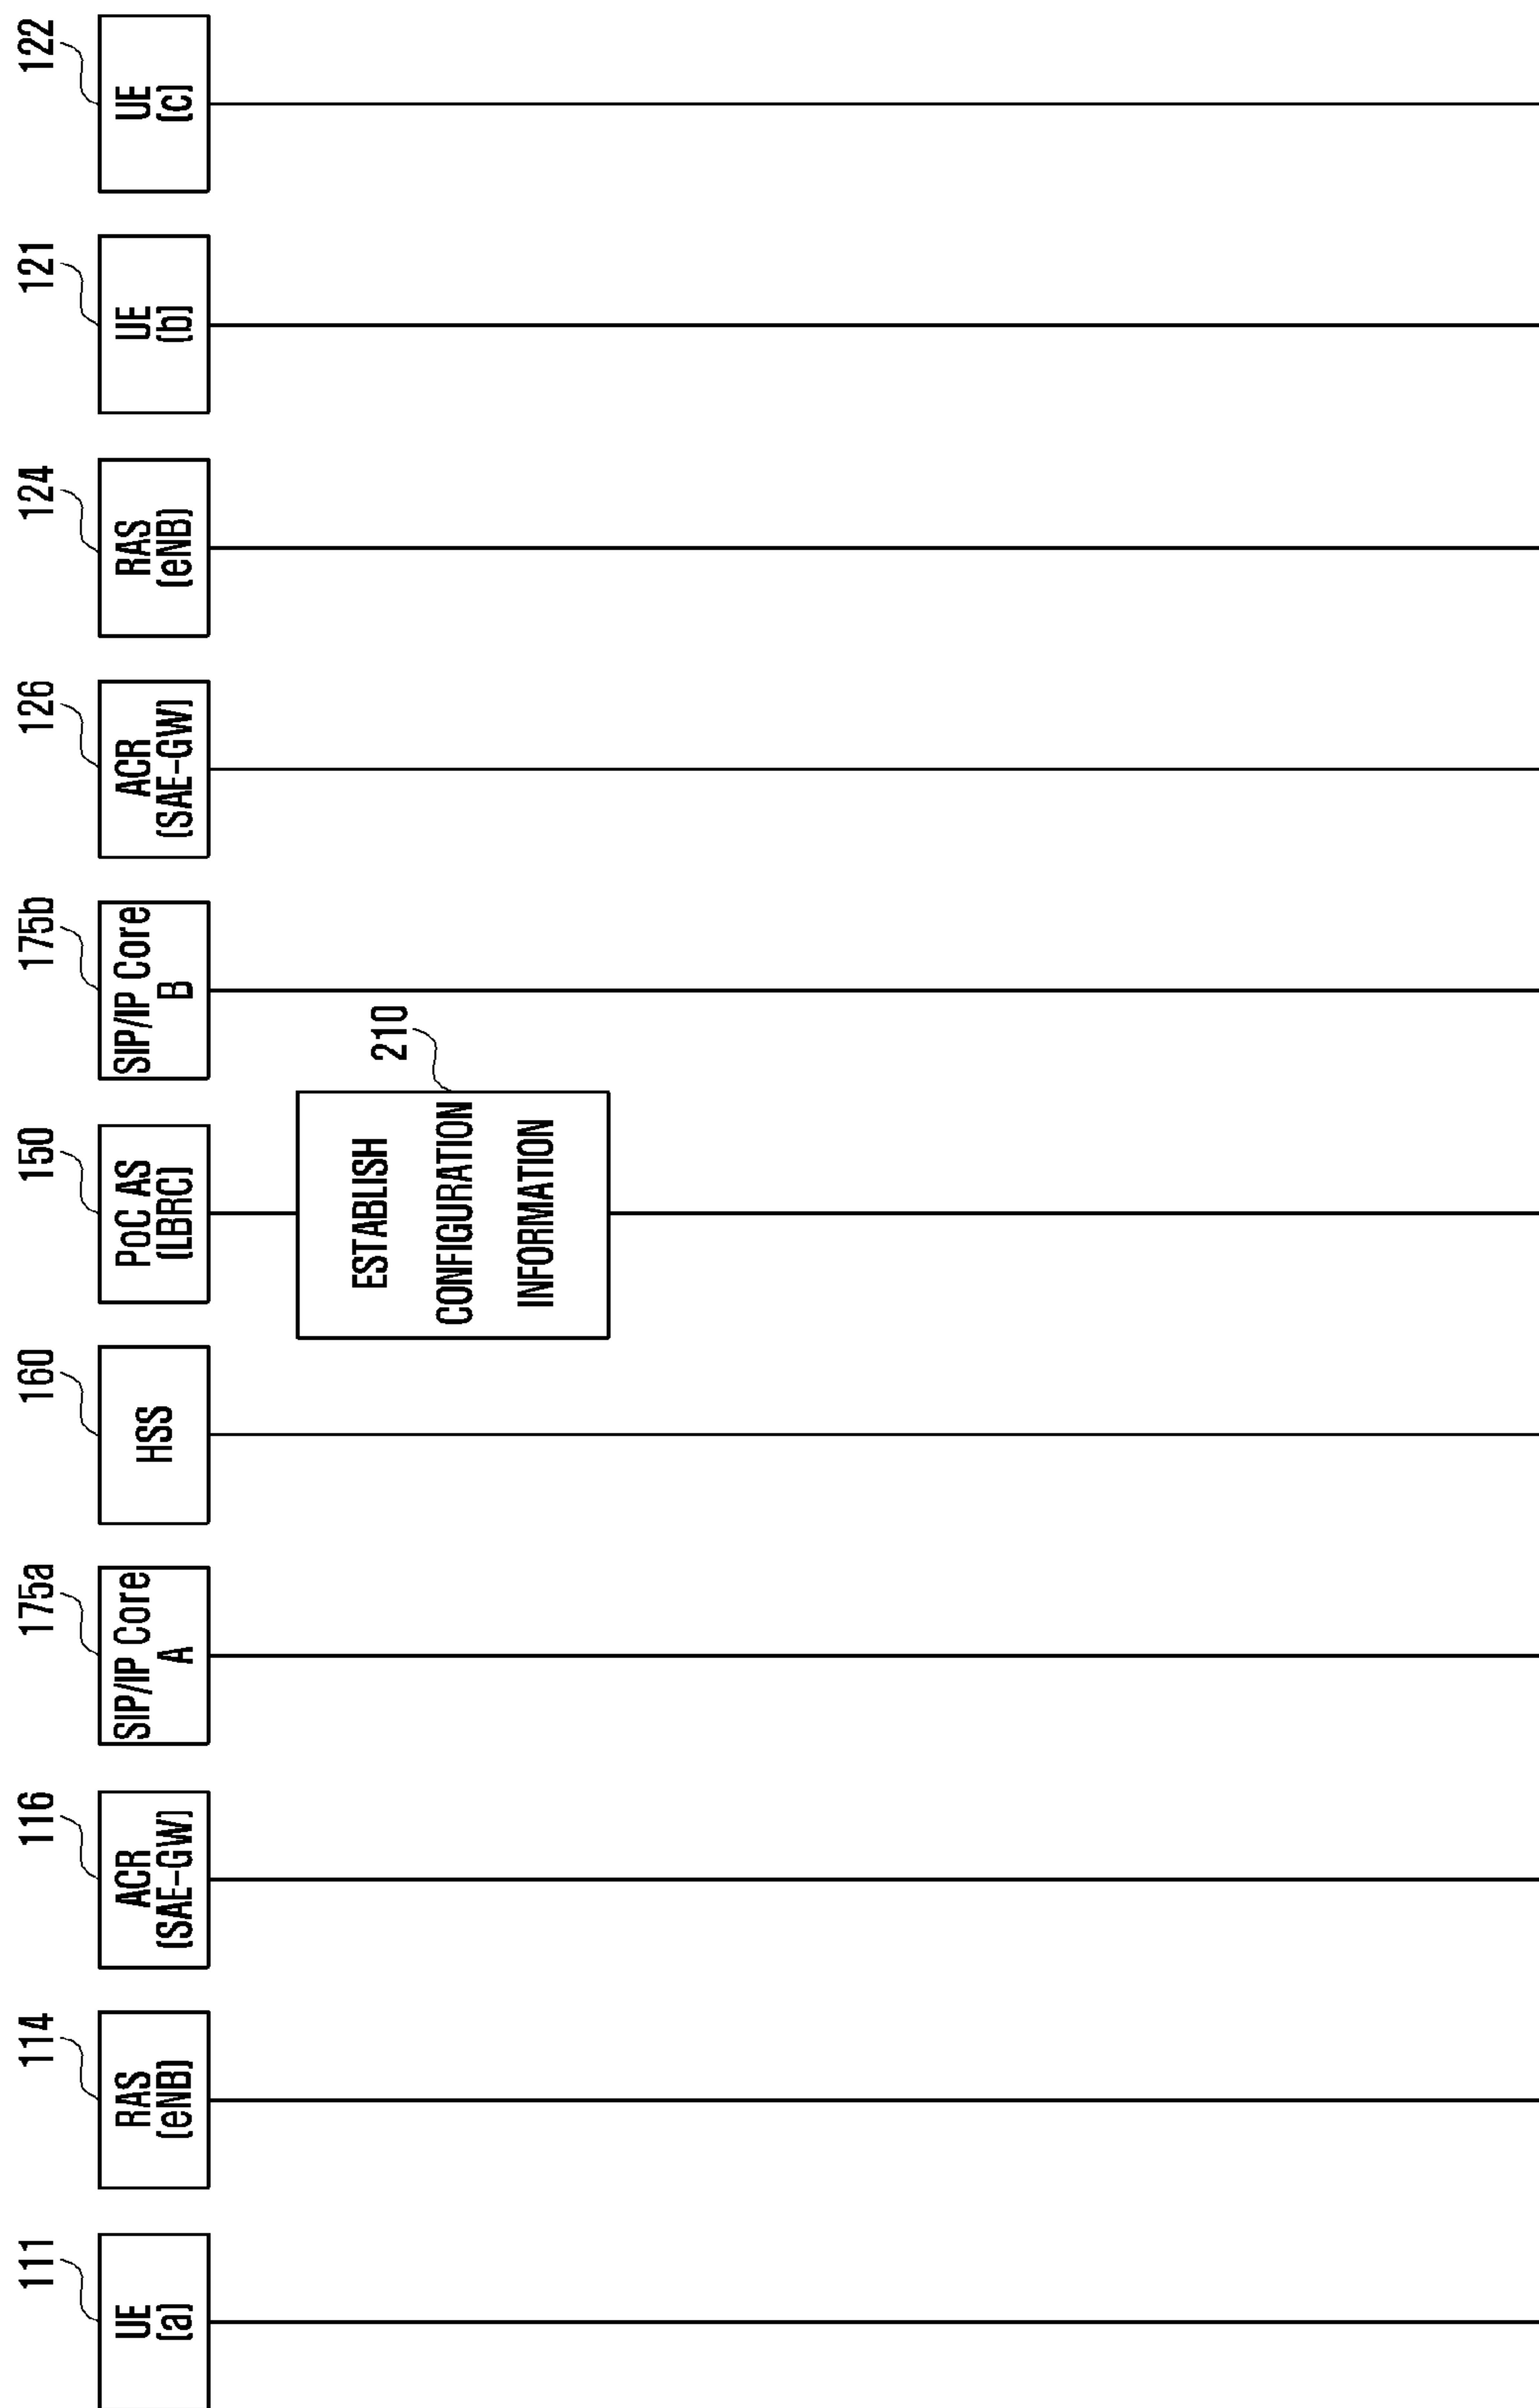 111
UE
(a)
114
RAS
(eNB)
116
ACR
(SAE-GW)
175a
SIP/IP Core
A
160
HSS
150
PoC AS
(LBRC)
175b
SIP/IP Core
B
126
ACR
(SAE-GW)
124
RAS
(eNB)
121
UE
(b)
122
UE
(c)
210
ESTABLISH
CONFIGURATION
INFORMATION